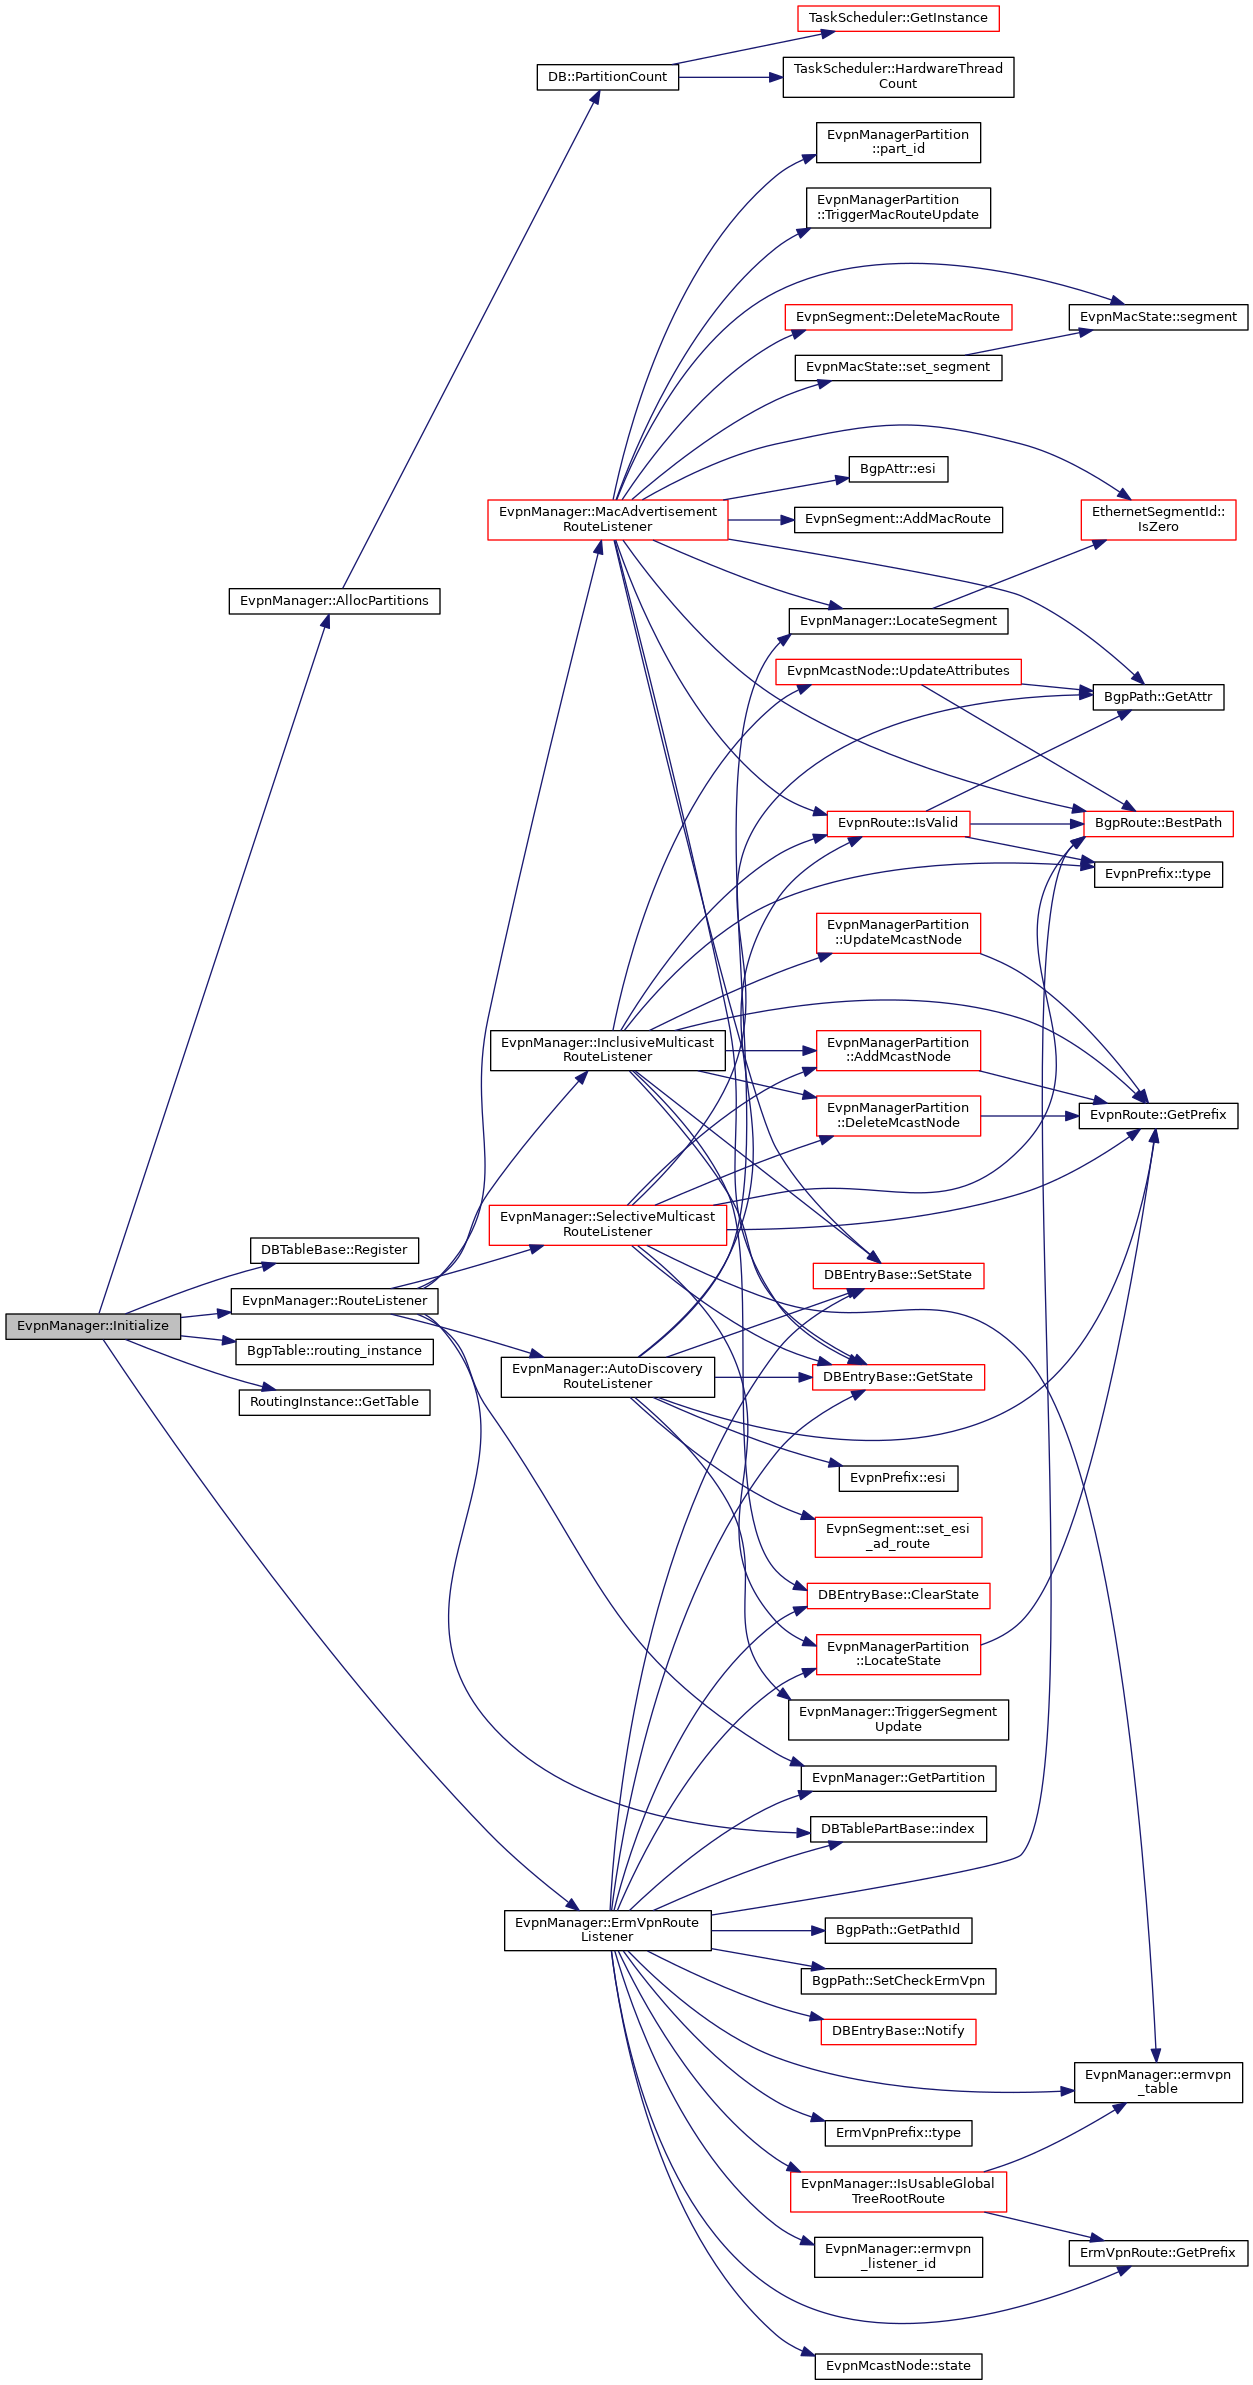 TaskScheduler::GetInstance
DB::PartitionCount
TaskScheduler::HardwareThread
Count
EvpnManagerPartition
::part_id
EvpnManagerPartition
::TriggerMacRouteUpdate
EvpnSegment::DeleteMacRoute
EvpnMacState::segment
EvpnMacState::set_segment
BgpAttr::esi
EvpnManager::MacAdvertisement
RouteListener
EvpnSegment::AddMacRoute
EthernetSegmentId::
IsZero
EvpnManager::AllocPartitions
EvpnManager::LocateSegment
EvpnMcastNode::UpdateAttributes
BgpPath::GetAttr
EvpnRoute::IsValid
BgpRoute::BestPath
EvpnPrefix::type
EvpnManagerPartition
::UpdateMcastNode
EvpnManager::InclusiveMulticast
RouteListener
EvpnManagerPartition
::AddMcastNode
EvpnManagerPartition
::DeleteMcastNode
EvpnRoute::GetPrefix
EvpnManager::SelectiveMulticast
RouteListener
DBTableBase::Register
DBEntryBase::SetState
EvpnManager::RouteListener
EvpnManager::Initialize
BgpTable::routing_instance
EvpnManager::AutoDiscovery
RouteListener
DBEntryBase::GetState
RoutingInstance::GetTable
EvpnPrefix::esi
EvpnSegment::set_esi
_ad_route
DBEntryBase::ClearState
EvpnManagerPartition
::LocateState
EvpnManager::TriggerSegment
Update
EvpnManager::GetPartition
DBTablePartBase::index
EvpnManager::ErmVpnRoute
Listener
BgpPath::GetPathId
BgpPath::SetCheckErmVpn
DBEntryBase::Notify
EvpnManager::ermvpn
_table
ErmVpnPrefix::type
EvpnManager::IsUsableGlobal
TreeRootRoute
EvpnManager::ermvpn
_listener_id
ErmVpnRoute::GetPrefix
EvpnMcastNode::state